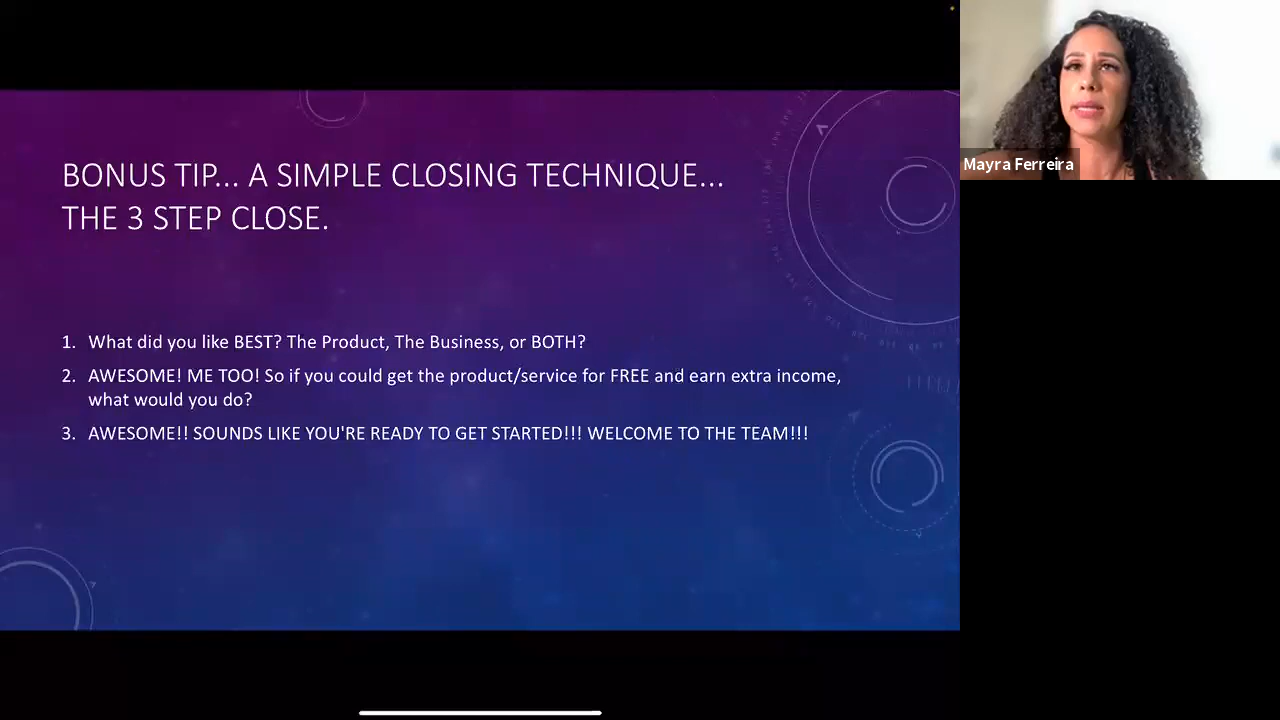 BONUS TIP... A SIMPLE CLOSING TECHNIQUE...
THE 3 STEP CLOSE.
1. What did you like BEST? The Product, The Business, or BOTH?
2. AWESOME! ME TOO! So if you could get the product/service for FREE and earn extra income,
what would you do?
3. AWESOME!! SOUNDS LIKE YOU'RE READY TO GET STARTED!!! WELCOME TO THE TEAM!!!
Mayra Ferreira